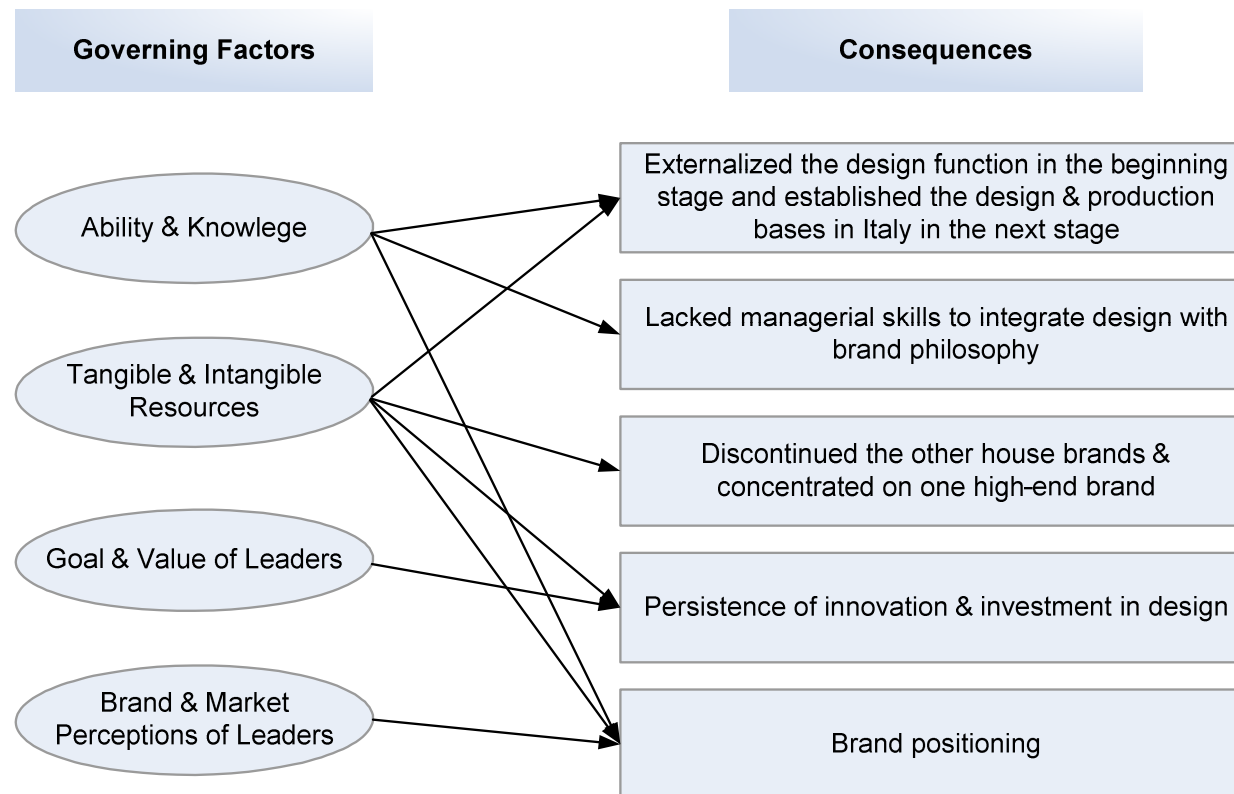 Governing Factors
Consequences
Ability & Knowlege
Tangible & Intangible
Resources
Goal & Value of Leaders
Brand & Market
Perceptions of Leaders
Externalized the design function in the beginning
stage and established the design & production
bases in Italy in the next stage
Lacked managerial skills to integrate design with
brand philosophy
Discontinued the other house brands &
concentrated on one high-end brand
Persistence of innovation & investment in design
Brand positioning